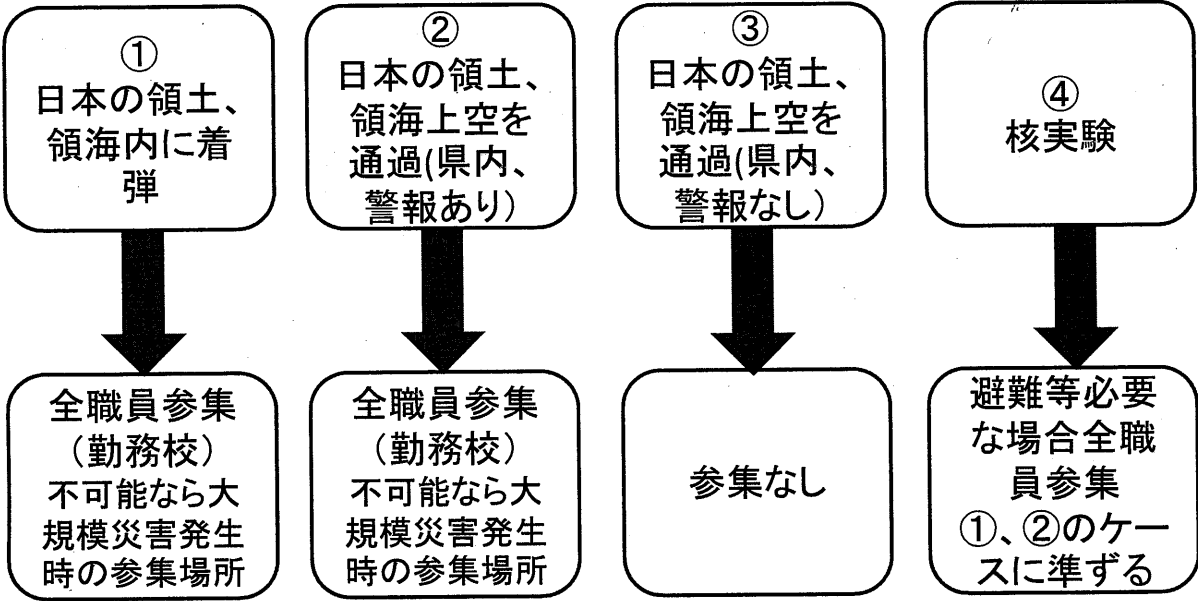 ①
日本の領土、
領海内に着
弾
②
日本の領土、
領海上空を
通過(県内、
警報あり)
③
日本の領土、
領海上空を
通過(県内、
警報なし)
④
核実験
全職員参集
(勤務校)
不可能なら大
規模災害発生
時の参集場所
全職員参集
(勤務校)
不可能なら大
規模災害発生
時の参集場所
参集なし
避難等必要
な場合全職
員参集
①、②のケー
スに準ずる